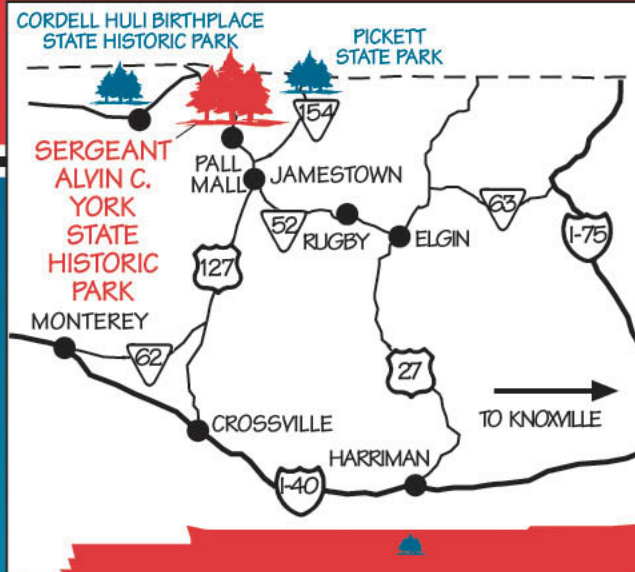 CORDELL HULI BIRTHPLACE
STATE HISTORIC PARK
PICKETT
STATE PARK
154
SERGEANT
ALVIN C.
YORK
STATE
HISTORIC
PARK
PALL
MALL
JAMESTOWN
52
RUGBY
ELGIN
63
I-75
127
MONTEREY
62
27
TO KNOXVILLE
CROSSVILLE
HARRIMAN
I-40